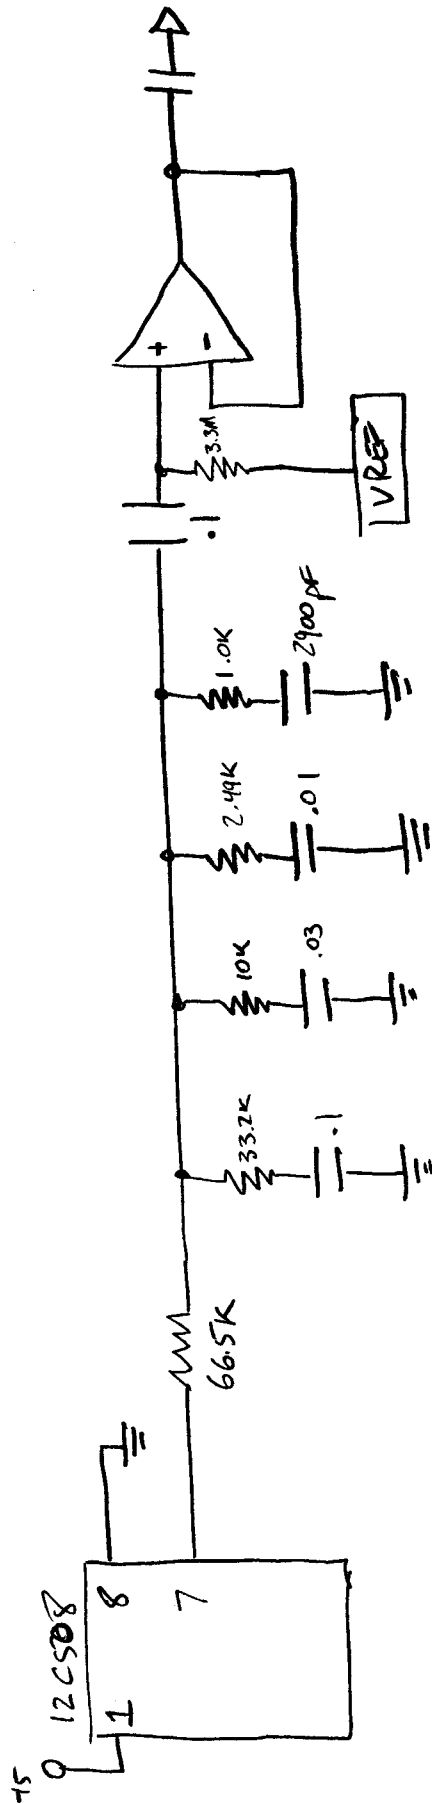 +5
12C508
1
8
7
66.5K
33.2K
.1
10K
.03
2.49K
.01
1.0K
2900pF
.1
3.3M
VREF
+
-